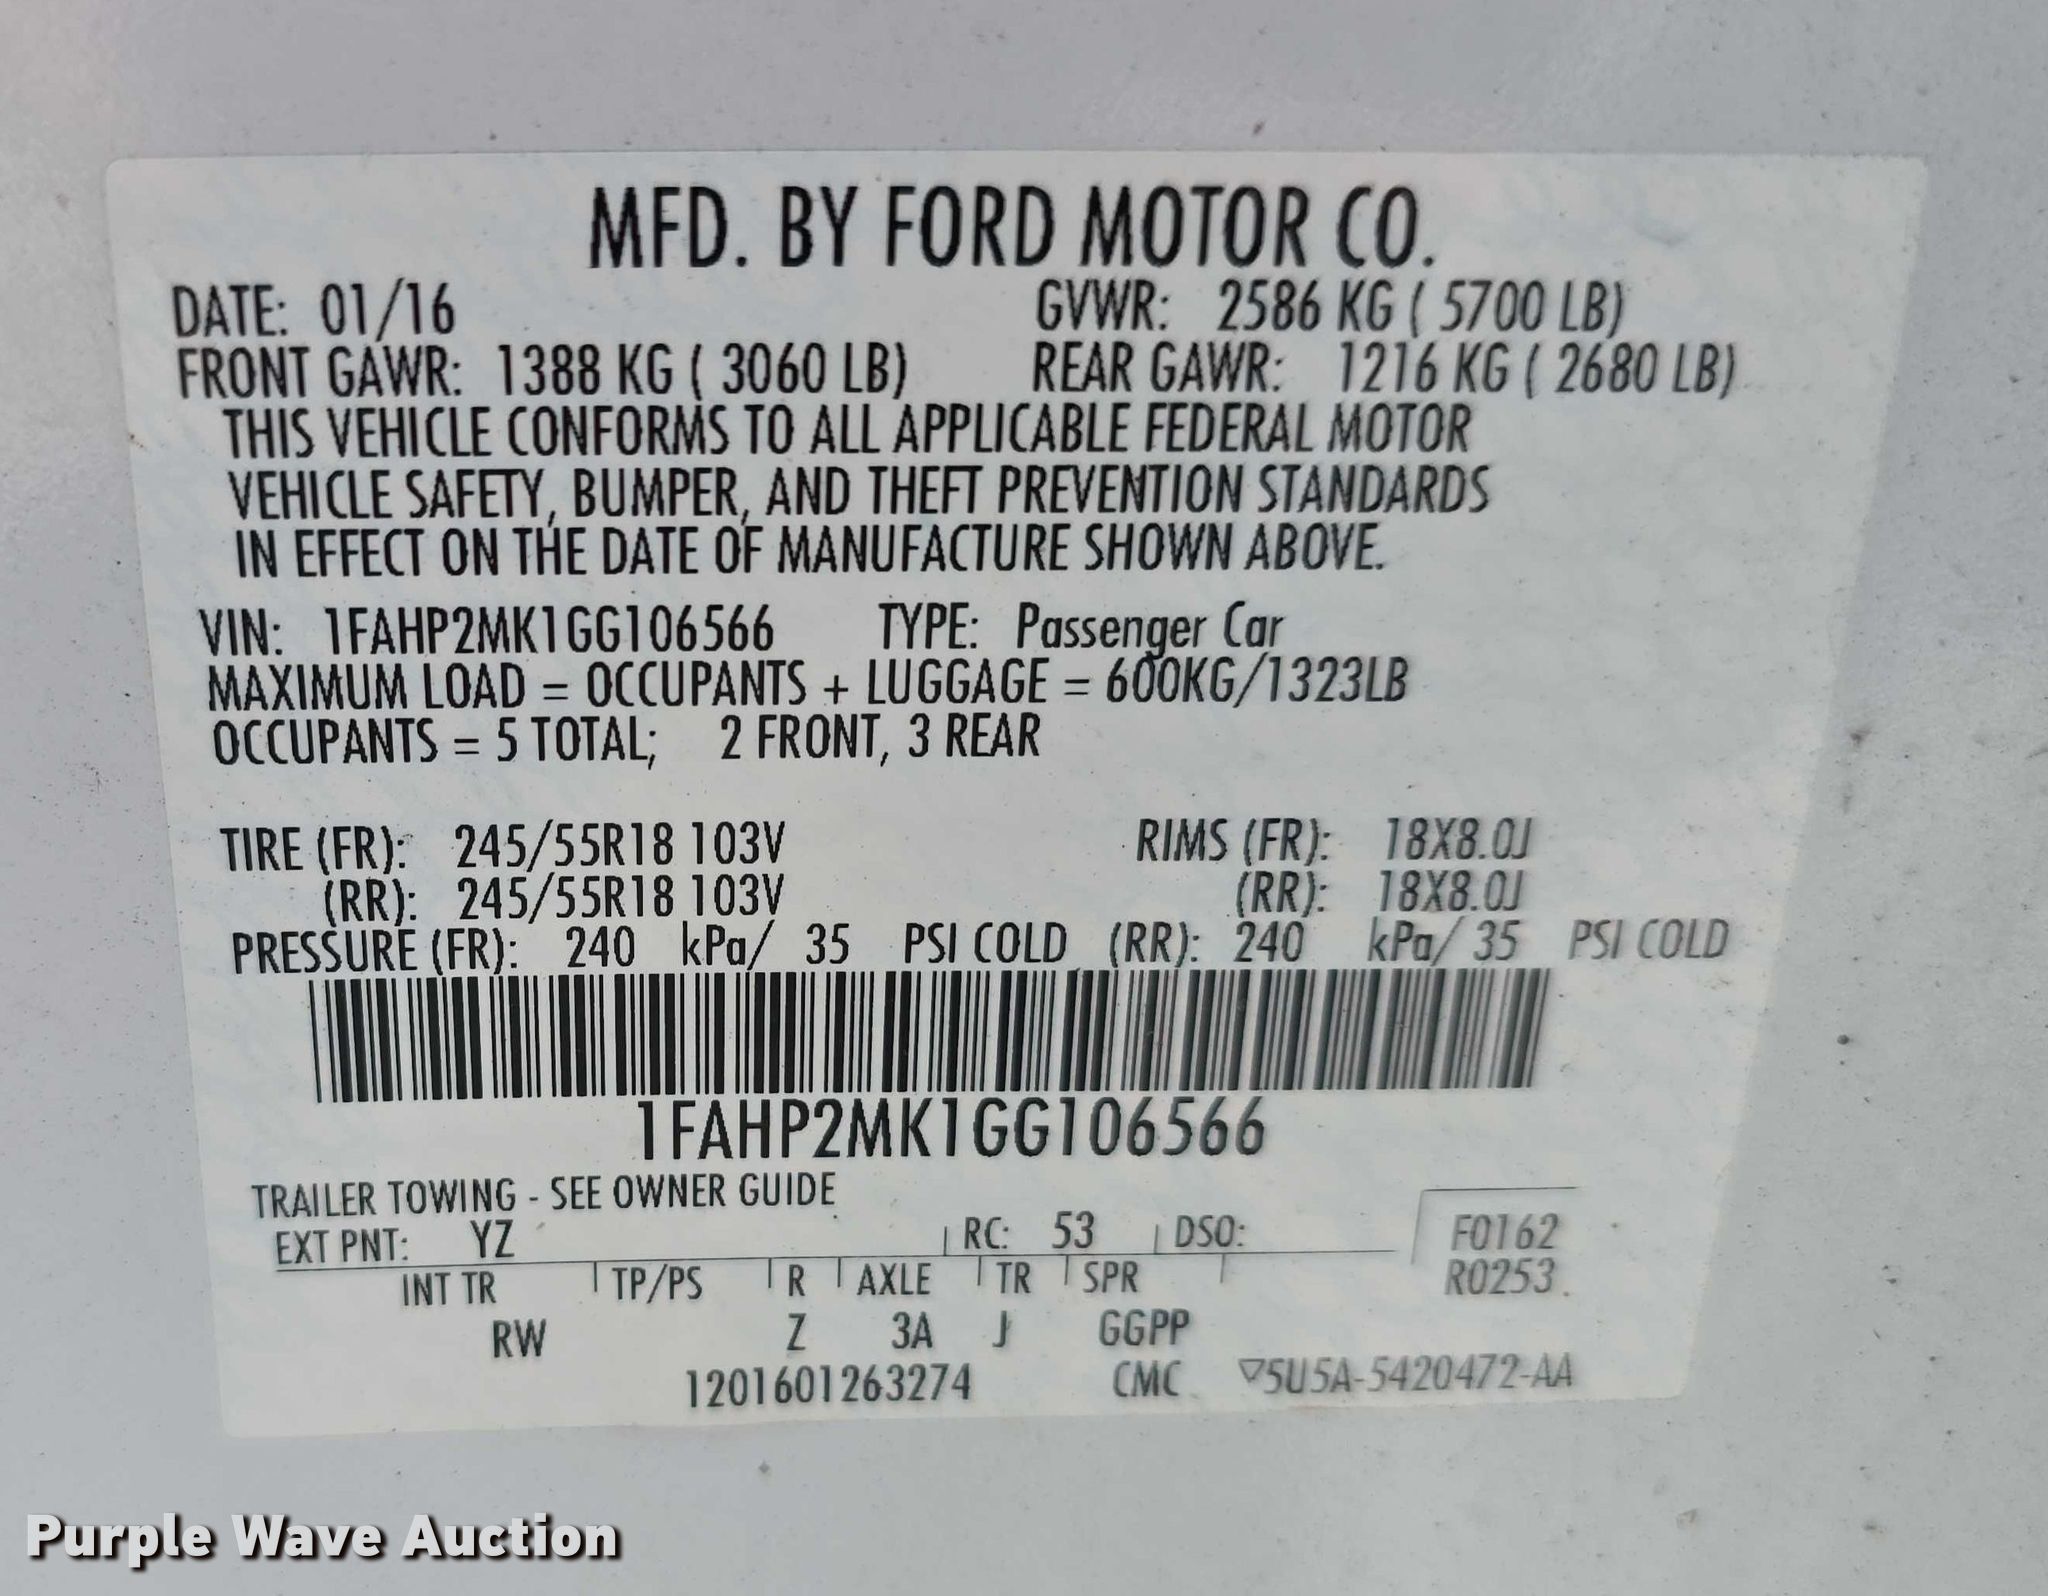 MFD. BY FORD MOTOR CO.
DATE: 01/16 GVWR: 2586 KG ( 5700 LB)
FRONT GAWR: 1388 KG ( 3060 LB) REAR GAWR: 1216 KG ( 2680 LB)
THIS VEHICLE CONFORMS TO ALL APPLICABLE FEDERAL MOTOR
VEHICLE SAFETY, BUMPER, AND THEFT PREVENTION STANDARDS
IN EFFECT ON THE DATE OF MANUFACTURE SHOWN ABOVE.
VIN: 1FAHP2MK1GG106566 TYPE: Passenger Car
MAXIMUM LOAD = OCCUPANTS + LUGGAGE = 600KG/1323LB
OCCUPANTS = 5 TOTAL; 2 FRONT, 3 REAR
TIRE (FR): 245/55R18 103V RIMS (FR): 18X8.0J
(RR): 245/55R18 103V (RR): 18X8.0J
PRESSURE (FR): 240 kPa/ 35 PSI COLD (RR): 240 kPa/ 35 PSI COLD
1FAHP2MK1GG106566
TRAILER TOWING - SEE OWNER GUIDE
EXT PNT: YZ RC: 53 DSO: F0162
INT TR TP/PS R AXLE TR SPR R0253
RW Z 3A J GGPP
1201601263274 CMC ▽5U5A-5420472-AA
Purple Wave Auction